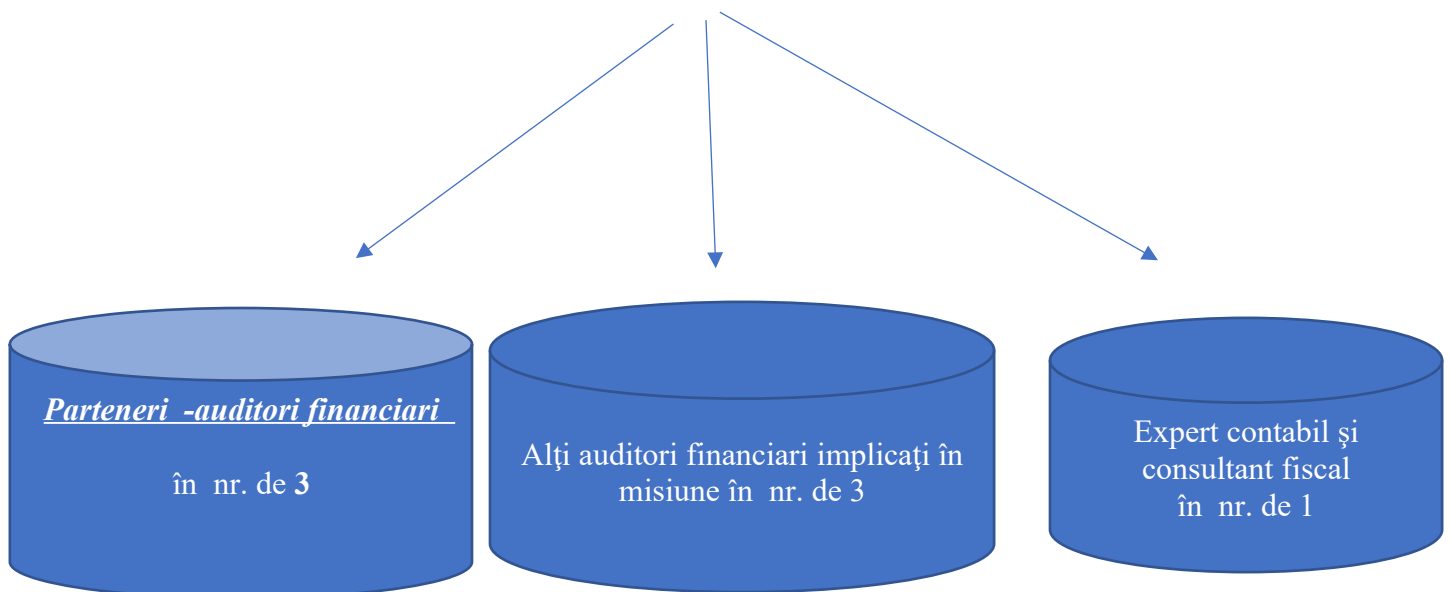 Parteneri -auditori financiari
în nr. de 3
Alţi auditori financiari implicaţi în
misiune în nr. de 3
Expert contabil şi
consultant fiscal
în nr. de 1